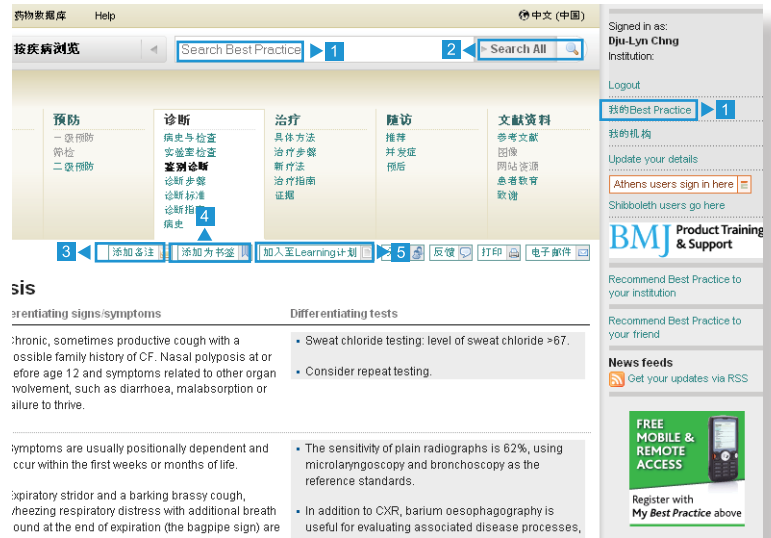 药物数据库 Help 中文 (中国)
按疾病浏览 Search Best Practice 1 2 Search All
预防
一级预防
筛检
二级预防
诊断
病史与检查
实验室检查
鉴别诊断
诊断步骤
诊断标准
诊断指南
病史
治疗
具体方法
治疗步骤
新疗法
治疗指南
证据
随访
推荐
并发症
预后
文献资料
参考文献
图像
网站资源
患者教育
致谢
4
3 添加备注 添加为书签 加入至Learning计划 5 反馈 打印 电子邮件
sis
erentiating signs/symptoms
Chronic, sometimes productive cough with a
possible family history of CF. Nasal polyposis at or
before age 12 and symptoms related to other organ
involvement, such as diarrhoea, malabsorption or
failure to thrive.
Differentiating tests
Sweat chloride testing: level of sweat chloride >67.
Consider repeat testing.
Symptoms are usually positionally dependent and
occur within the first weeks or months of life.
Expiratory stridor and a barking brassy cough,
wheezing respiratory distress with additional breath
sound at the end of expiration (the bagpipe sign) are
The sensitivity of plain radiographs is 62%, using
microlaryngoscopy and bronchoscopy as the
reference standards.
In addition to CXR, barium oesophagography is
useful for evaluating associated disease processes,
Signed in as:
Dju-Lyn Chng
Institution:
Logout
我的Best Practice 1
我的机构
Update your details
Athens users sign in here
Shibboleth users go here
BMJ Product Training
& Support
Recommend Best Practice to
your institution
Recommend Best Practice to
your friend
News feeds
Get your updates via RSS
FREE
MOBILE &
REMOTE
ACCESS
Register with
My Best Practice above